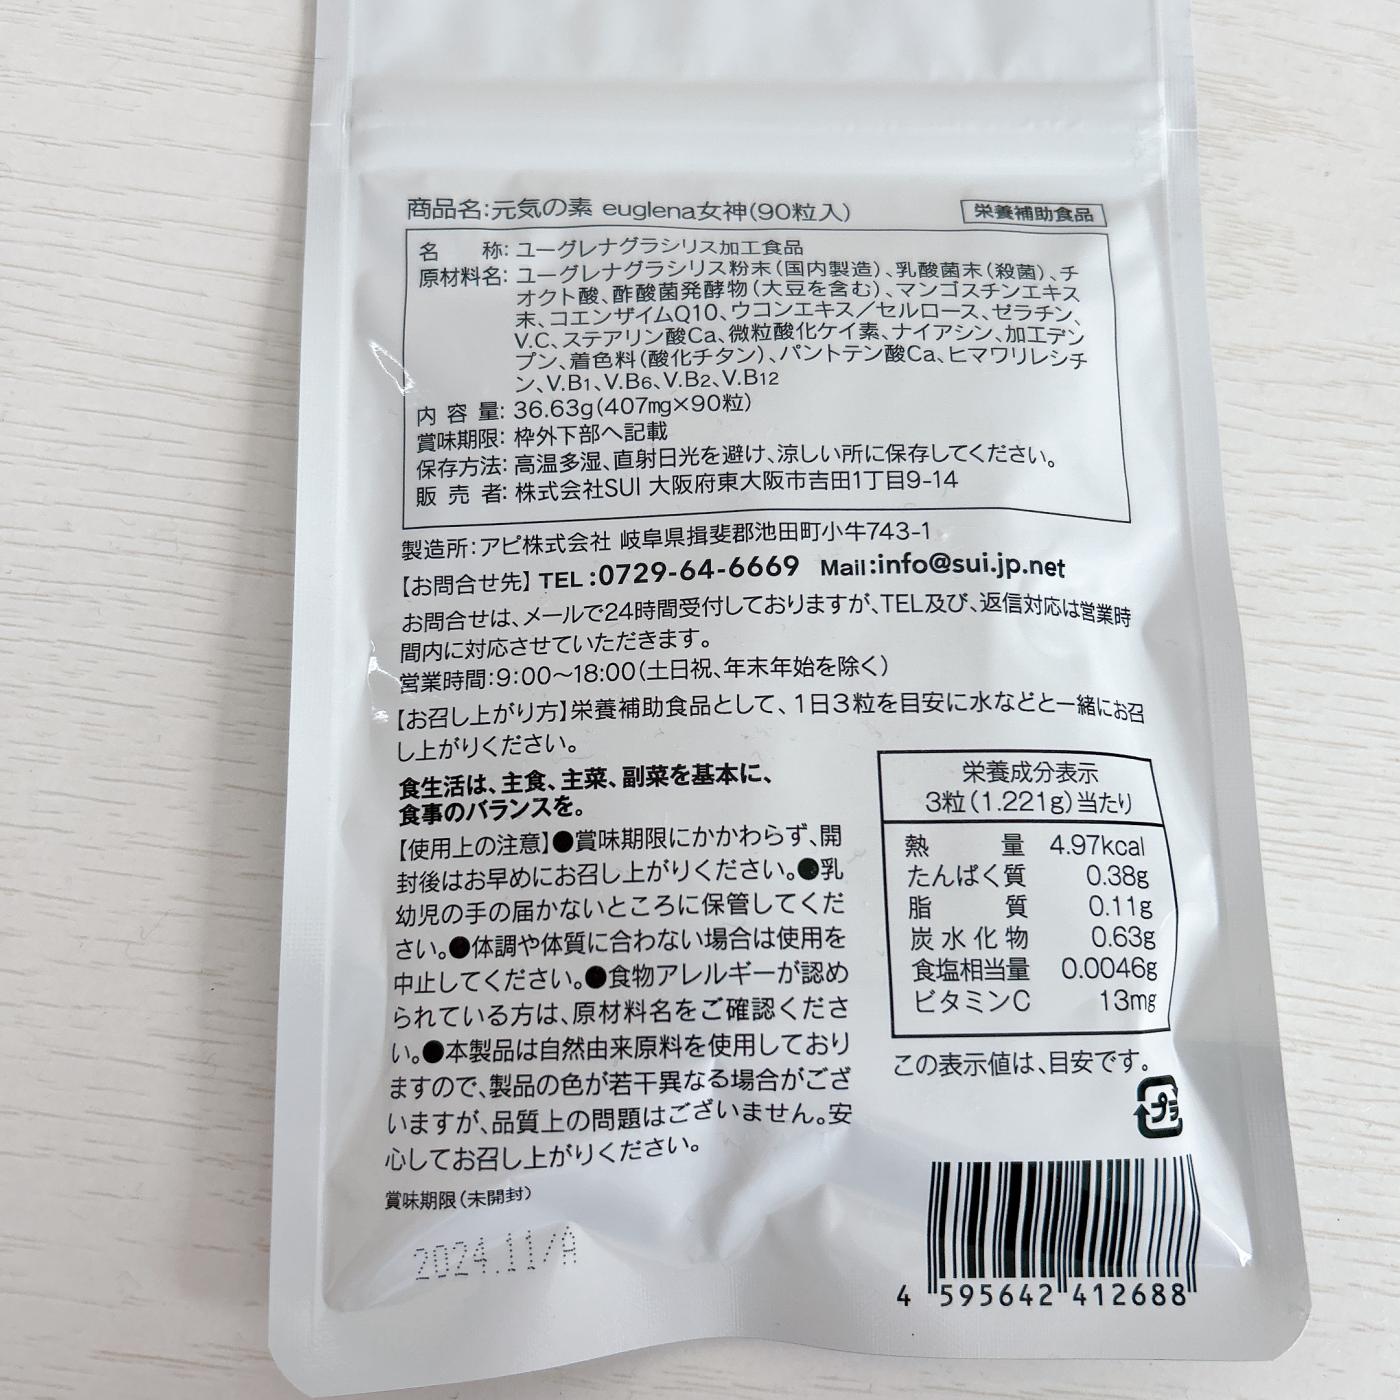 商品名:元気の素 euglena女神(90粒入)
栄養補助食品
名 称: ユーグレナグラシリス加工食品
原材料名: ユーグレナグラシリス粉末(国内製造)、乳酸菌末(殺菌)、チ
オクト酸、酢酸菌発酵物(大豆を含む)、マンゴスチンエキス
末、コエンザイムQ10、ウコンエキス/セルロース、ゼラチン、
V.C、ステアリン酸Ca、微粒酸化ケイ素、ナイアシン、加工デン
プン、着色料(酸化チタン)、パントテン酸Ca、ヒマワリレシチ
ン、V.B1、V.B6、V.B2、V.B12
内 容 量: 36.63g(407mg×90粒)
賞味期限: 枠外下部へ記載
保存方法: 高温多湿、直射日光を避け、涼しい所に保存してください。
販 売 者: 株式会社SUI 大阪府東大阪市吉田1丁目9-14
製造所:アピ株式会社 岐阜県揖斐郡池田町小牛743-1
【お問合せ先】TEL:0729-64-6669 Mail:info@sui.jp.net
お問合せは、メールで24時間受付しておりますが、TEL及び、返信対応は営業時
間内に対応させていただきます。
営業時間:9:00~18:00(土日祝、年末年始を除く)
【お召し上がり方】栄養補助食品として、1日3粒を目安に水などと一緒にお召
し上がりください。
食生活は、主食、主菜、副菜を基本に、
食事のバランスを。
【使用上の注意】●賞味期限にかかわらず、開
封後はお早めにお召し上がりください。●乳
幼児の手の届かないところに保管してくだ
さい。●体調や体質に合わない場合は使用を
中止してください。●食物アレルギーが認め
られている方は、原材料名をご確認くださ
い。●本製品は自然由来原料を使用しており
ますので、製品の色が若干異なる場合がござ
いますが、品質上の問題はございません。安
心してお召し上がりください。
賞味期限(未開封)
2024.11/A
栄養成分表示
3粒(1.221g)当たり
熱 量 4.97kcal
たんぱく質 0.38g
脂 質 0.11g
炭水化物 0.63g
食塩相当量 0.0046g
ビタミンC 13mg
この表示値は、目安です。
プラ
4 595642 412688